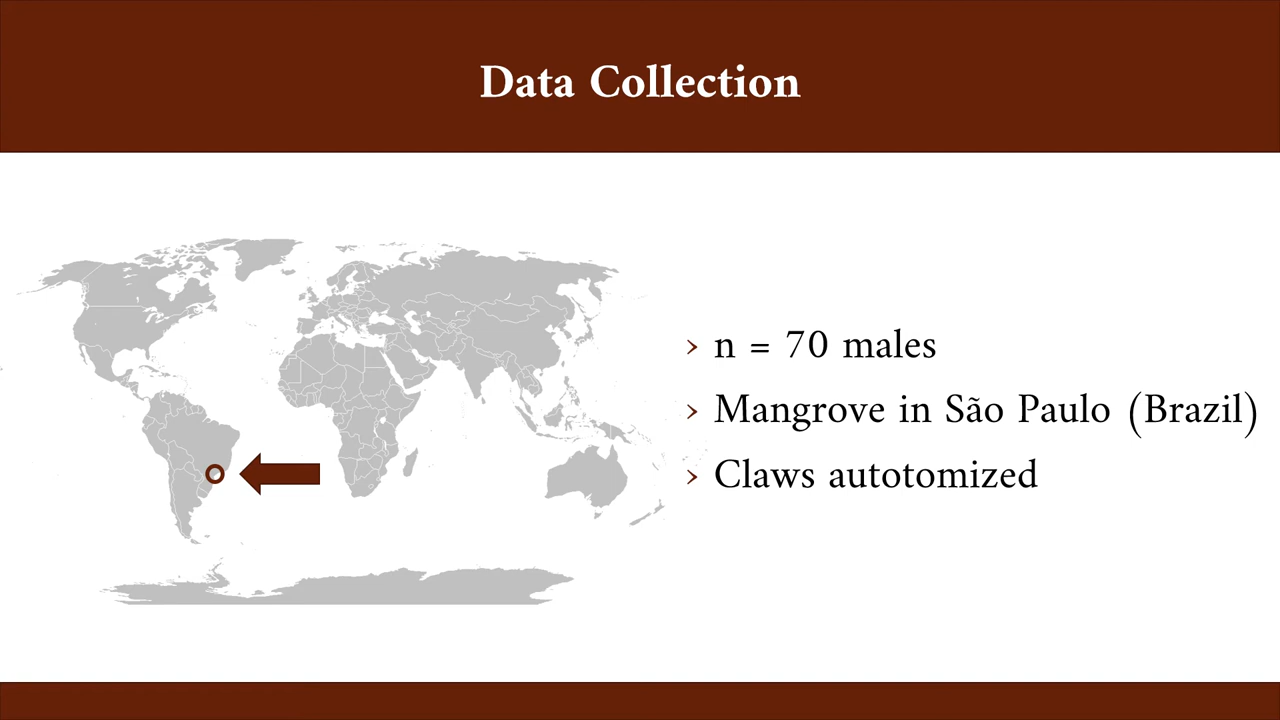 Data Collection
› n = 70 males
› Mangrove in São Paulo (Brazil)
› Claws autotomized